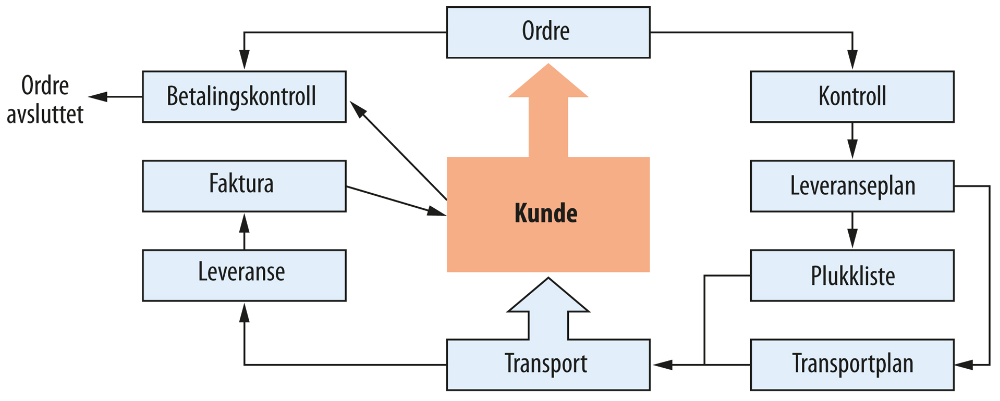 Ordre
Ordre
avsluttet
Betalingskontroll
Kontroll
Faktura
Kunde
Leveranseplan
Leveranse
Plukkliste
Transport
Transportplan